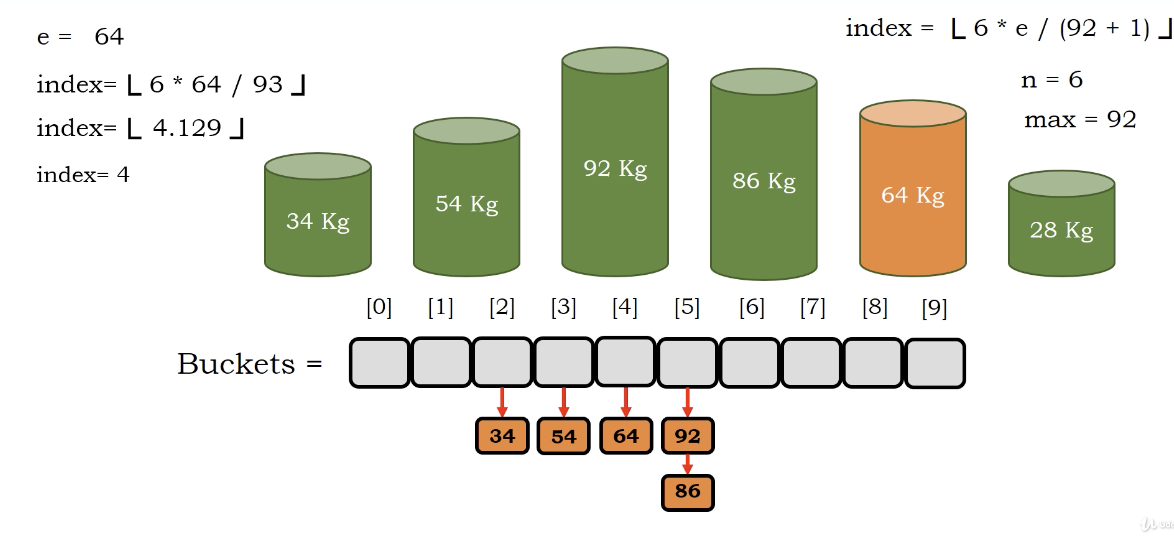 e = 64
index = ⌊ 6 * e / (92 + 1) ⌋
index= ⌊ 6 * 64 / 93 ⌋
n = 6
index= ⌊ 4.129 ⌋
max = 92
index= 4
34 Kg
54 Kg
92 Kg
86 Kg
64 Kg
28 Kg
[0] [1] [2] [3] [4] [5] [6] [7] [8] [9]
Buckets =
34 54 64 92
86